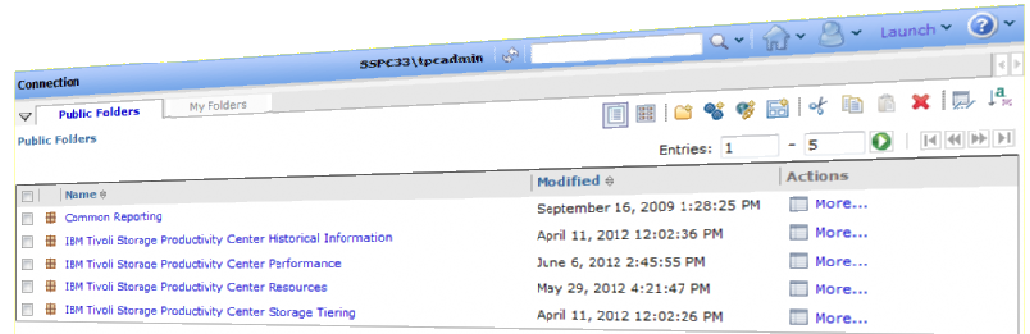 SSPC33\tpcadmin Launch
Connection
Public Folders My Folders
Public Folders
Entries: 1 - 5
Name Modified Actions
Common Reporting September 16, 2009 1:28:25 PM More...
IBM Tivoli Storage Productivity Center Historical Information April 11, 2012 12:02:36 PM More...
IBM Tivoli Storage Productivity Center Performance June 6, 2012 2:45:55 PM More...
IBM Tivoli Storage Productivity Center Resources May 29, 2012 4:21:47 PM More...
IBM Tivoli Storage Productivity Center Storage Tiering April 11, 2012 12:02:26 PM More...